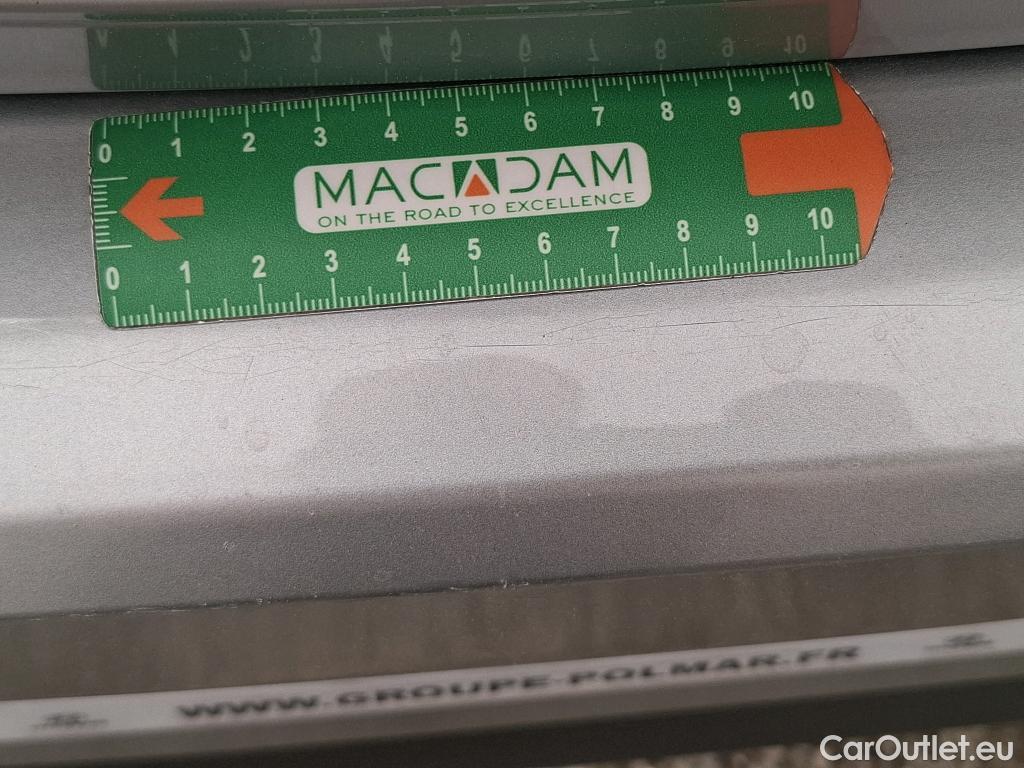 0 1 2 3 4 5 6 7 8 9 10
MACADAM
ON THE ROAD TO EXCELLENCE
0 1 2 3 4 5 6 7 8 9 10
WWW.GROUPE-POLMAR.FR
CarOutlet.eu